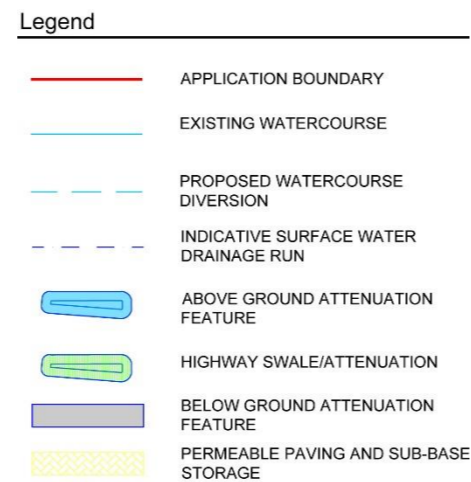 Legend
APPLICATION BOUNDARY
EXISTING WATERCOURSE
PROPOSED WATERCOURSE
DIVERSION
INDICATIVE SURFACE WATER
DRAINAGE RUN
ABOVE GROUND ATTENUATION
FEATURE
HIGHWAY SWALE/ATTENUATION
BELOW GROUND ATTENUATION
FEATURE
PERMEABLE PAVING AND SUB-BASE
STORAGE